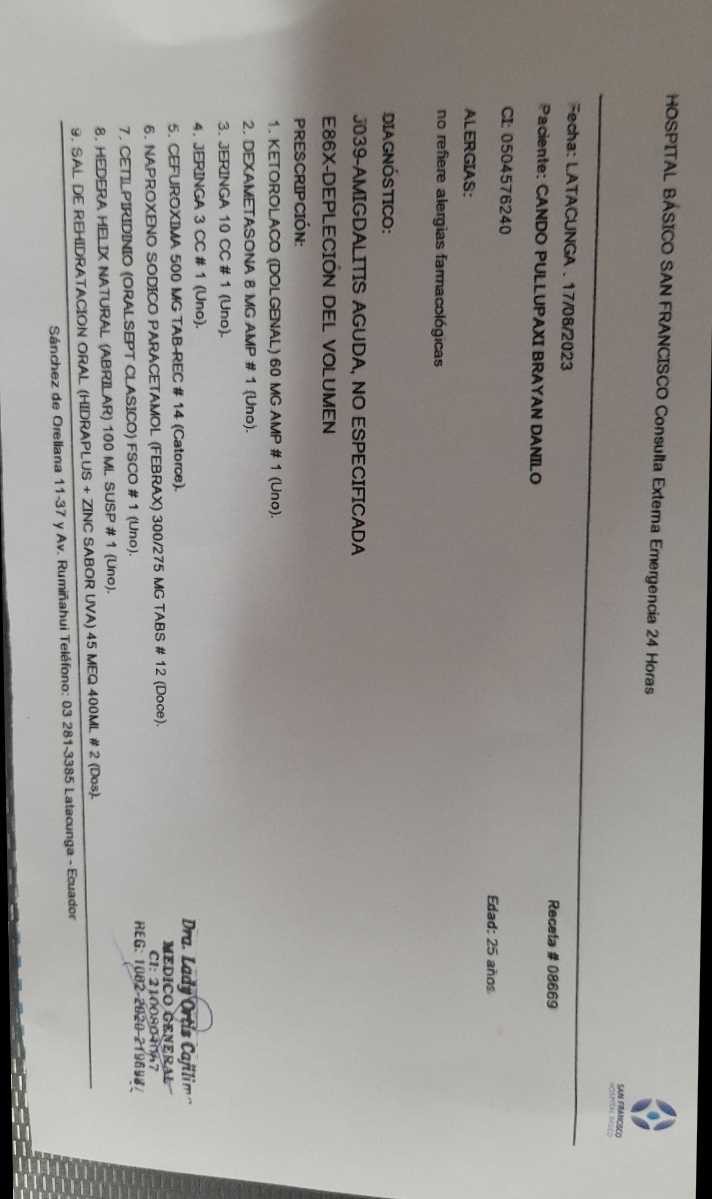 HOSPITAL BÁSICO SAN FRANCISCO Consulta Externa Emergencia 24 Horas
SAN FRANCISCO
HOSPITAL BÁSICO
Fecha: LATACUNGA . 17/08/2023
Receta # 08669
Paciente: CANDO PULLUPAXI BRAYAN DANILO
CI: 0504576240
Edad: 25 años
ALERGIAS:
no refiere alergias farmacológicas
DIAGNÓSTICO:
J039-AMIGDALITIS AGUDA, NO ESPECIFICADA
E86X-DEPLECIÓN DEL VOLUMEN
PRESCRIPCIÓN:
1. KETOROLACO (DOLGENAL) 60 MG AMP # 1 (Uno).
2. DEXAMETASONA 8 MG AMP # 1 (Uno).
3. JERINGA 10 CC # 1 (Uno).
4. JERINGA 3 CC # 1 (Uno).
5. CEFUROXIMA 500 MG TAB-REC # 14 (Catorce).
6. NAPROXENO SODICO PARACETAMOL (FEBRAX) 300/275 MG TABS # 12 (Doce).
7. CETILPIRIDINIO (ORALSEPT CLASICO) FSCO # 1 (Uno).
8. HEDERA HELIX NATURAL (ABRILAR) 100 ML SUSP # 1 (Uno).
9. SAL DE REHIDRATACION ORAL (HIDRAPLUS + ZINC SABOR UVA) 45 MEQ 400ML # 2 (Dos).
Dra. Lady Ortis
MEDICO GENERAL
CI:
REG:
Sánchez de Orellana 11-37 y Av. Rumiñahui Teléfono: 03 281-3385 Latacunga - Ecuador